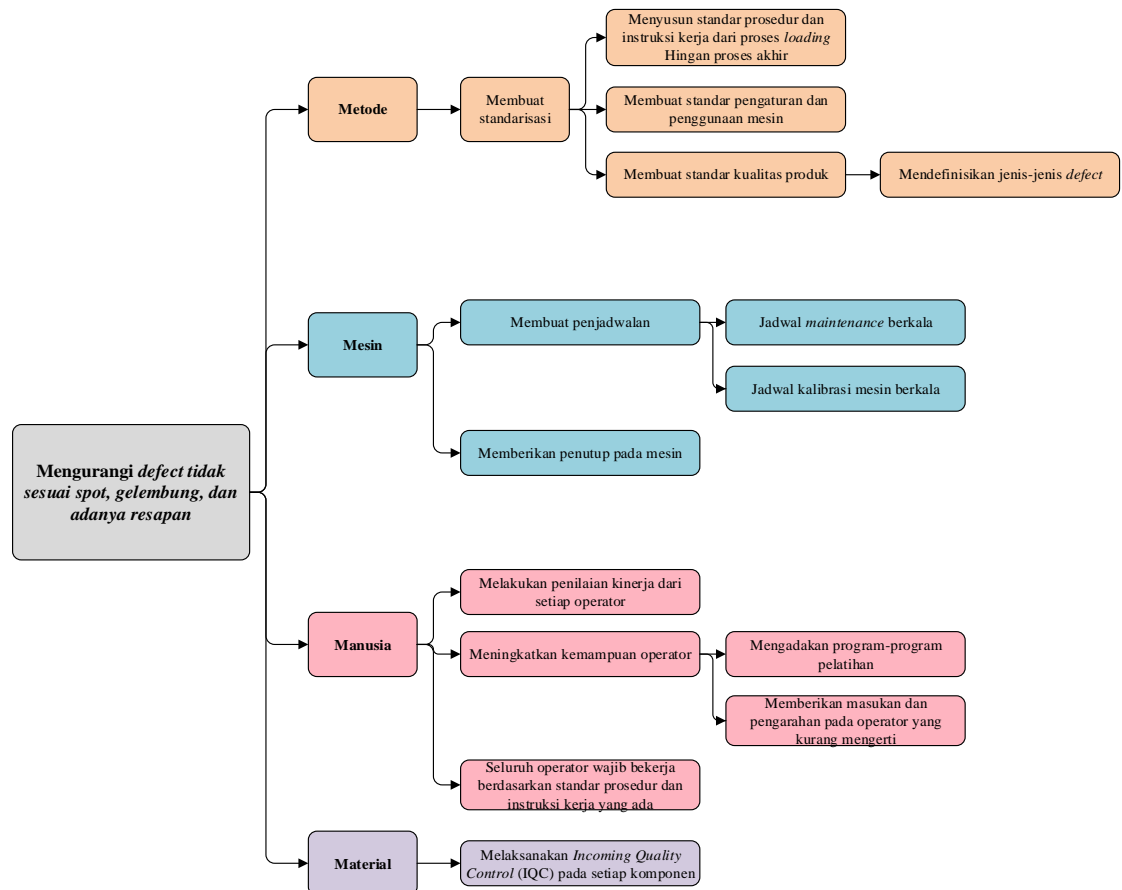 Menyusun standar prosedur dan
instruksi kerja dari proses loading
Hingan proses akhir
Metode
Membuat
standarisasi
Membuat standar pengaturan dan
penggunaan mesin
Membuat standar kualitas produk
Mendefinisikan jenis-jenis defect
Mesin
Membuat penjadwalan
Jadwal maintenance berkala
Jadwal kalibrasi mesin berkala
Memberikan penutup pada mesin
Mengurangi defect tidak
sesuai spot, gelembung, dan
adanya resapan
Melakukan penilaian kinerja dari
setiap operator
Manusia
Meningkatkan kemampuan operator
Mengadakan program-program
pelatihan
Memberikan masukan dan
pengarahan pada operator yang
kurang mengerti
Seluruh operator wajib bekerja
berdasarkan standar prosedur dan
instruksi kerja yang ada
Material
Melaksanakan Incoming Quality
Control (IQC) pada setiap komponen